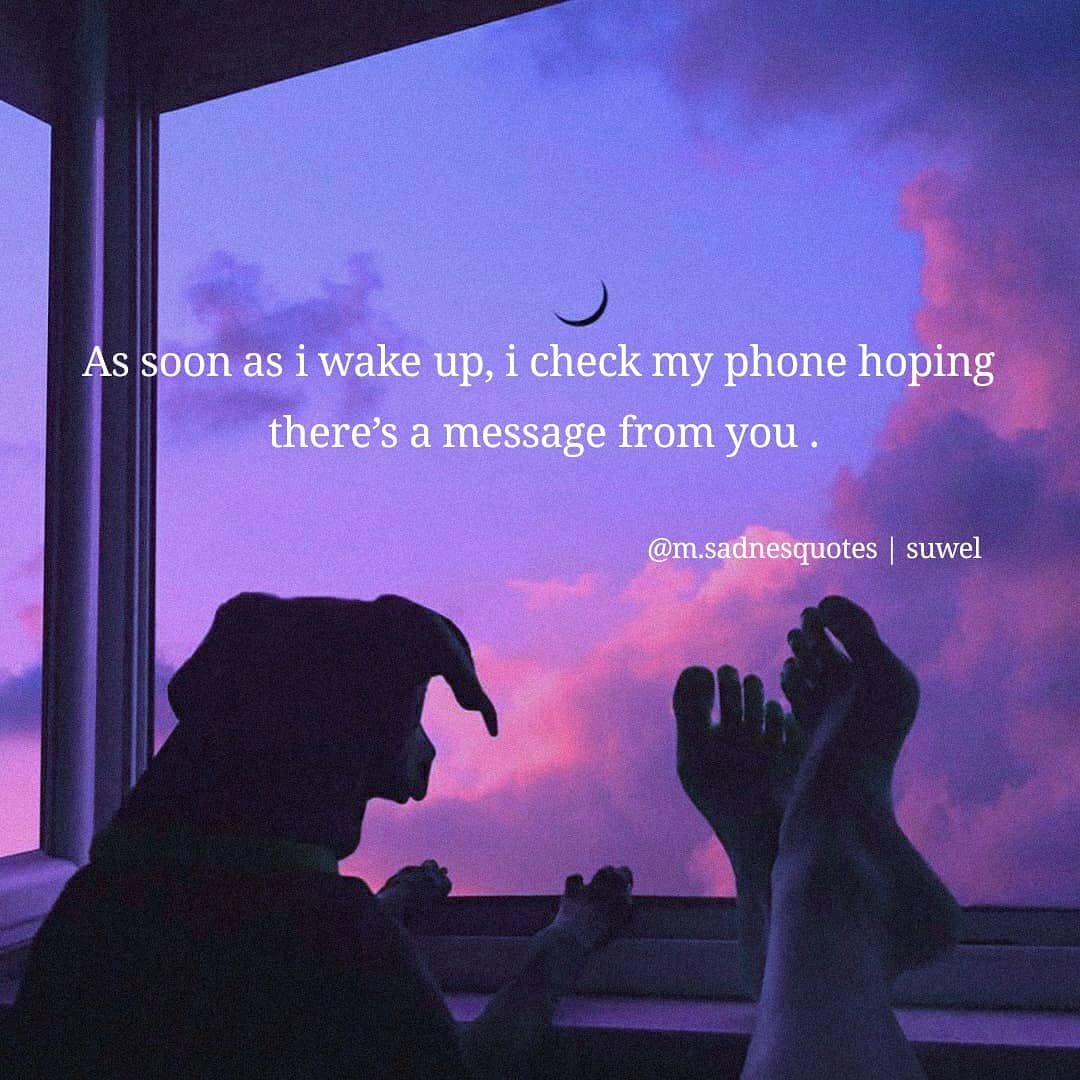 As soon as i wake up, i check my phone hoping
there’s a message from you .
@m.sadnesquotes | suwel